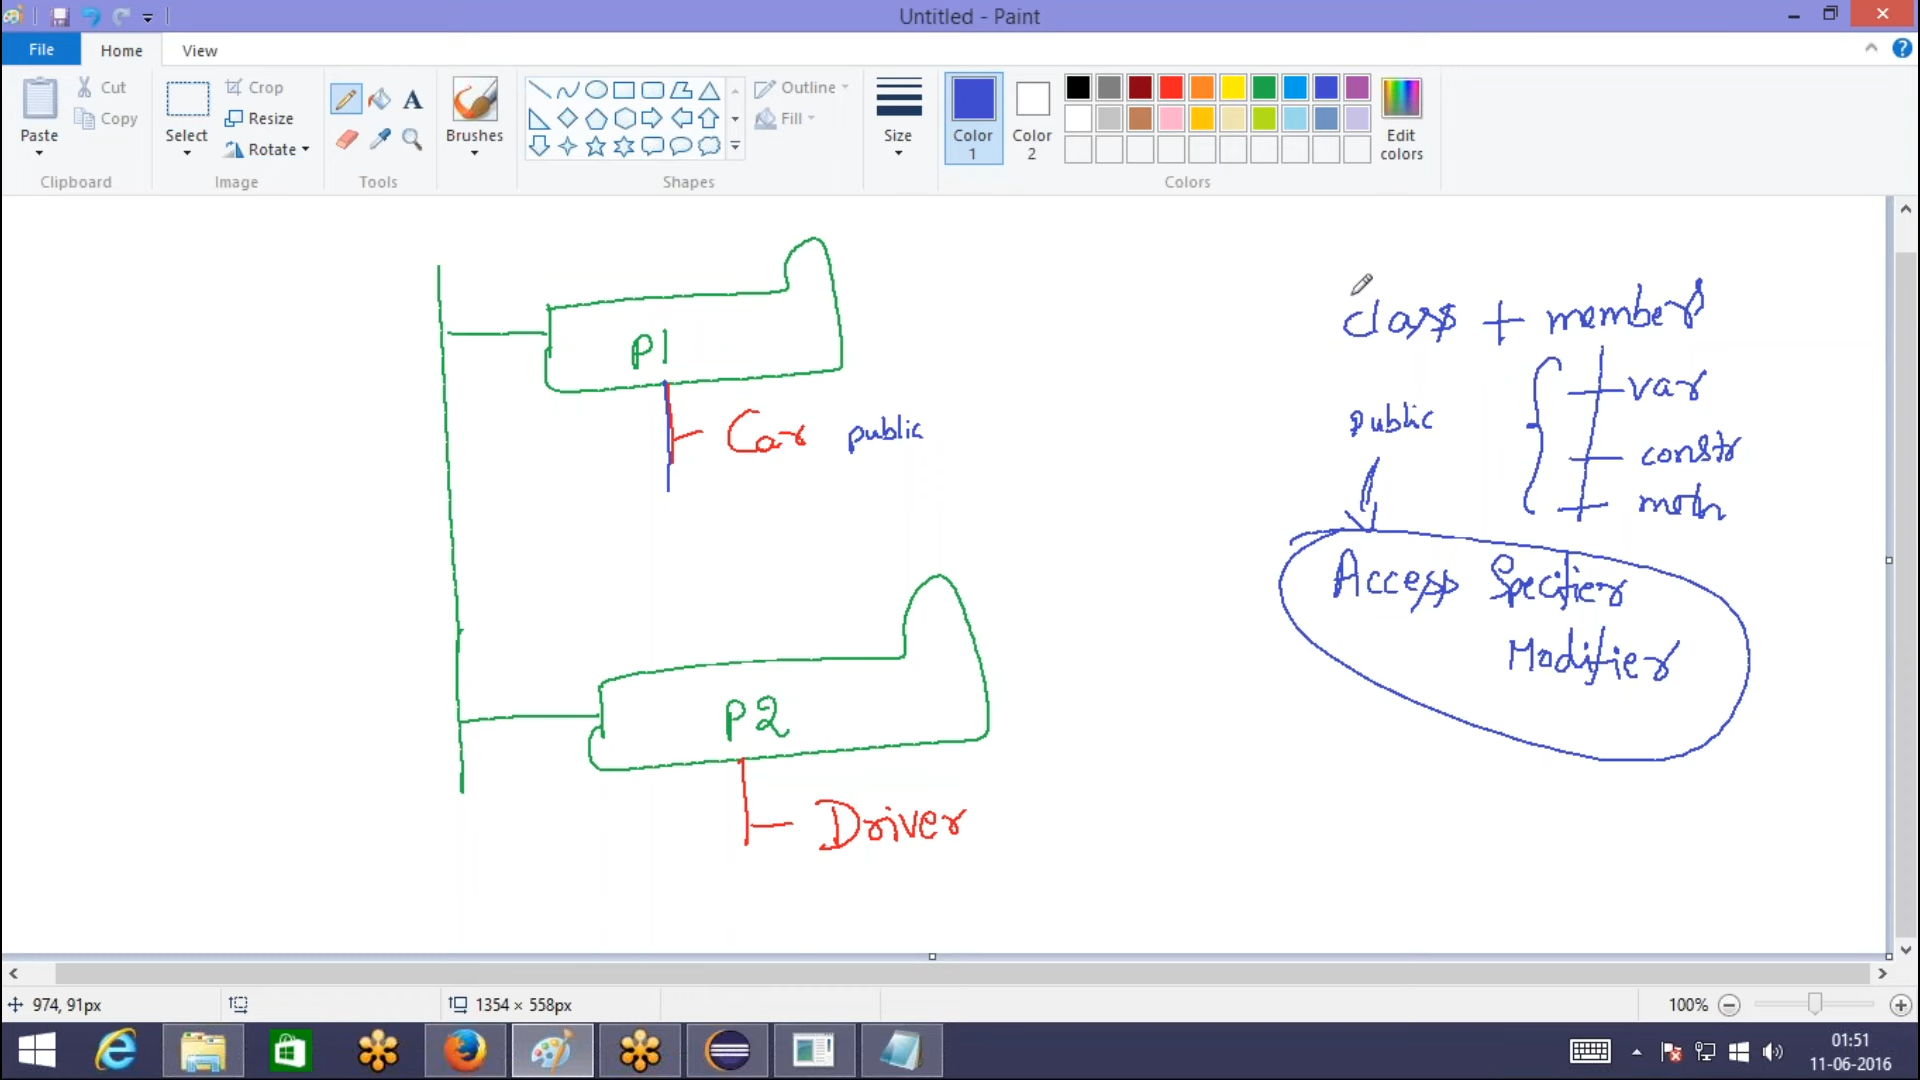 Untitled - Paint
File Home View
Paste
Cut
Copy
Clipboard
Select
Crop
Resize
Rotate
Image
Tools
Brushes
Shapes
Outline
Fill
Size
Color 1
Color 2
Edit colors
Colors
P1
Car public
P2
Driver
class + members
var
constr
meth
public
Access Specifier
Modifier
974, 91px
1354 × 558px
100%
01:51
11-06-2016